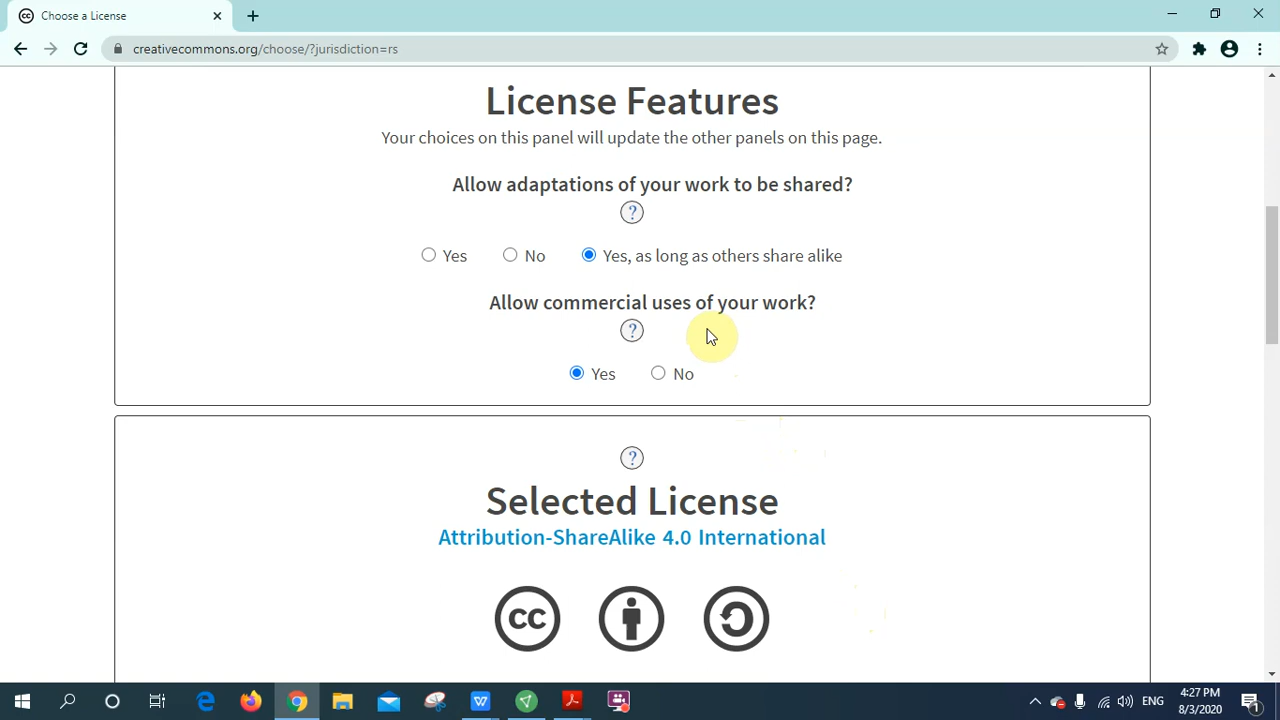 Choose a License
creativecommons.org/choose/?jurisdiction=rs
License Features
Your choices on this panel will update the other panels on this page.
Allow adaptations of your work to be shared?
?
Yes No Yes, as long as others share alike
Allow commercial uses of your work?
?
Yes No
?
Selected License
Attribution-ShareAlike 4.0 International
cc
ENG
4:27 PM
8/3/2020